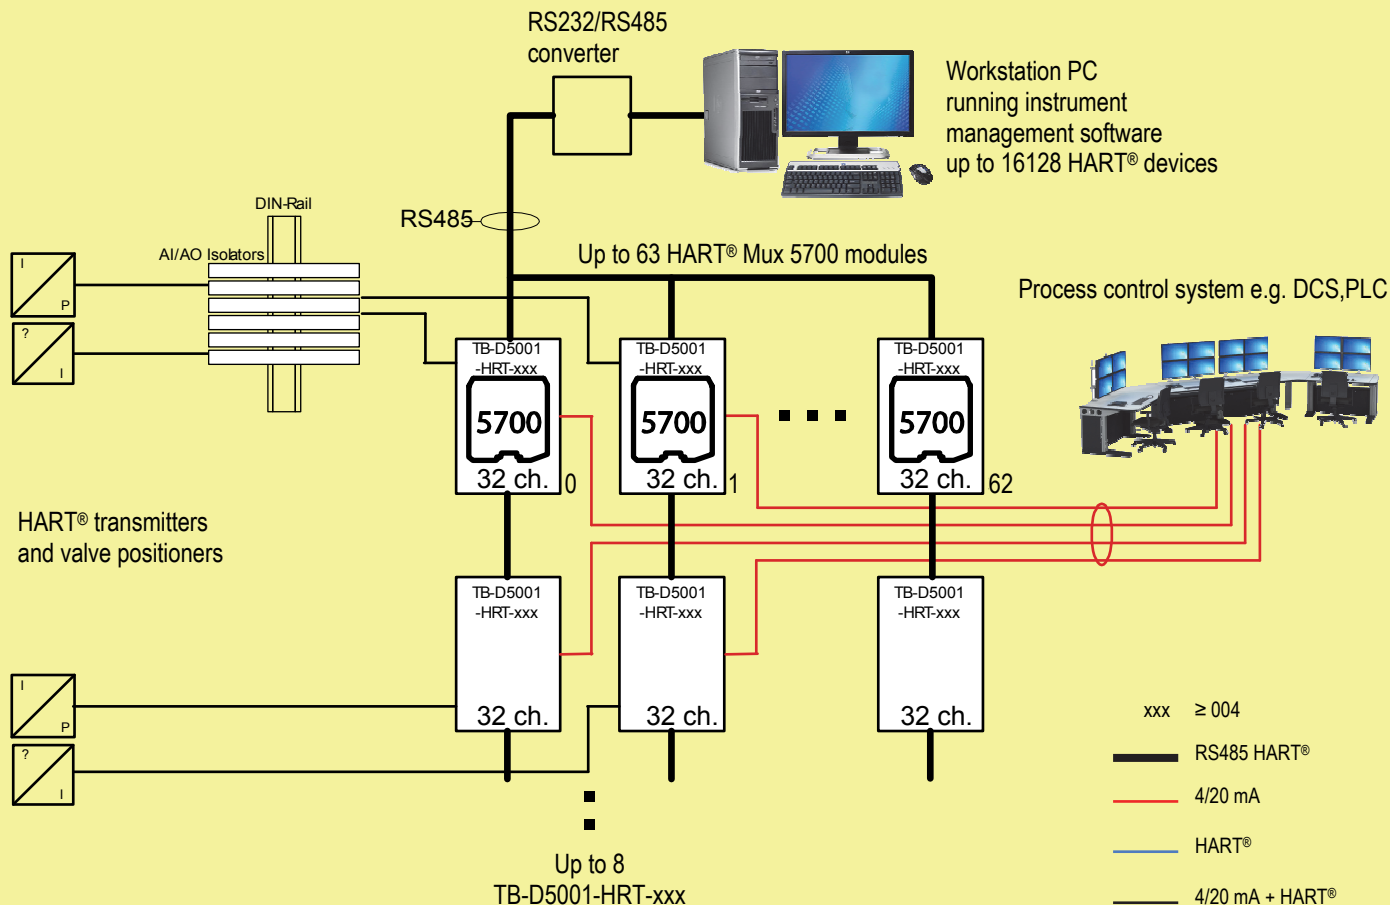 RS232/RS485
converter
Workstation PC
running instrument
management software
up to 16128 HART® devices
DIN-Rail
RS485
AI/AO Isolators
Up to 63 HART® Mux 5700 modules
Process control system e.g. DCS,PLC
I
P
?
I
TB-D5001
-HRT-xxx
5700
32 ch.
0
TB-D5001
-HRT-xxx
5700
32 ch.
1
TB-D5001
-HRT-xxx
5700
32 ch.
62
HART® transmitters
and valve positioners
TB-D5001
-HRT-xxx
32 ch.
TB-D5001
-HRT-xxx
32 ch.
TB-D5001
-HRT-xxx
32 ch.
I
P
?
I
xxx ≥ 004
RS485 HART®
4/20 mA
HART®
4/20 mA + HART®
Up to 8
TB-D5001-HRT-xxx